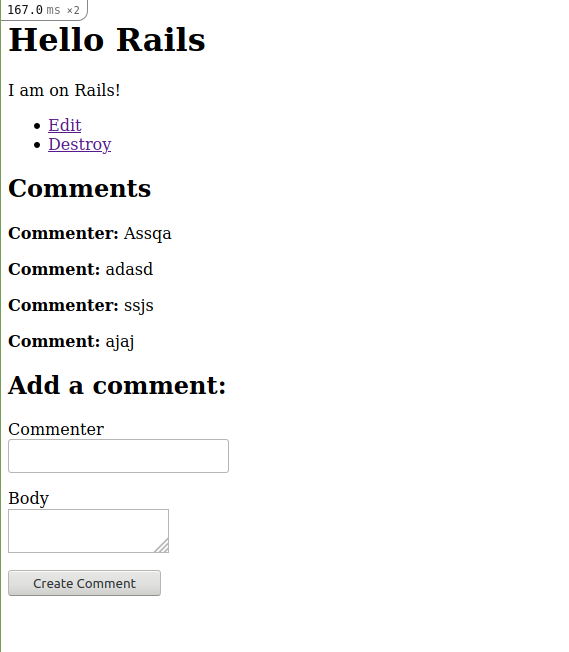 167.0 ms ×2
Hello Rails
I am on Rails!
Edit
Destroy
Comments
Commenter: Assqa
Comment: adasd
Commenter: ssjs
Comment: ajaj
Add a comment:
Commenter
Body
Create Comment